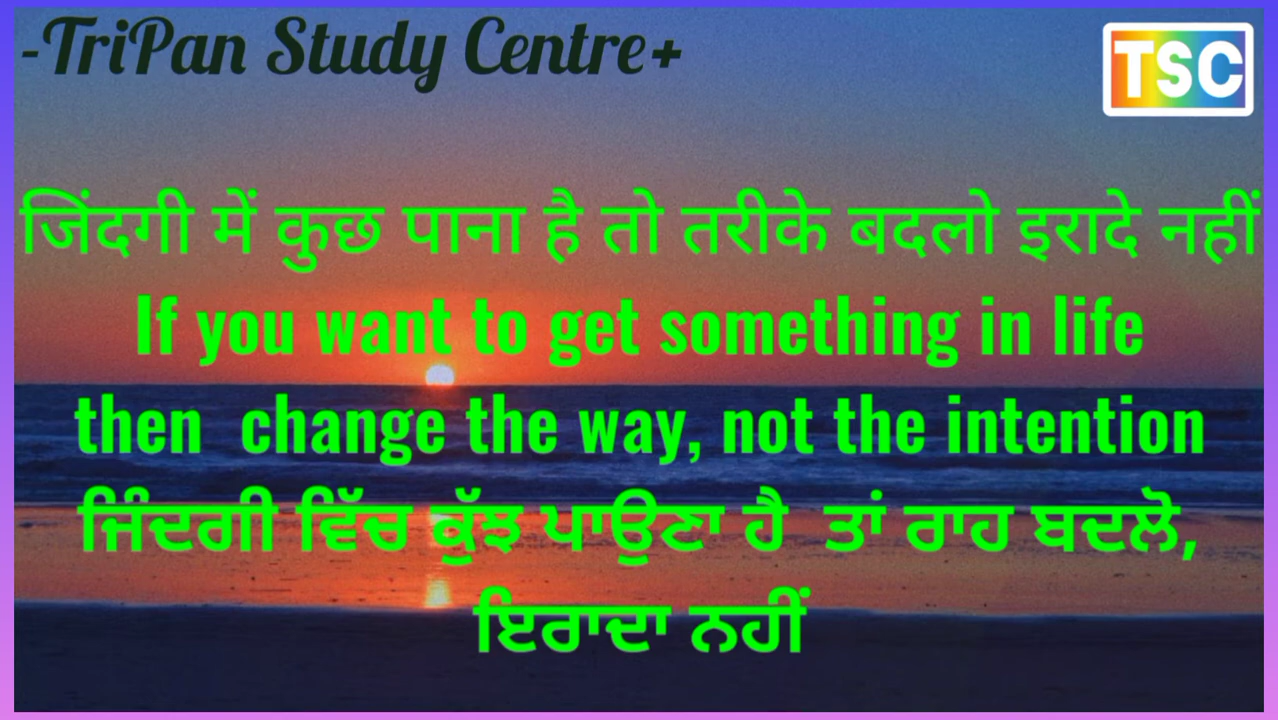 -TriPan Study Centre+
TSC
जिंदगी में कुछ पाना है तो तरीके बदलो इरादे नहीं
If you want to get something in life
then change the way, not the intention
ਜਿੰਦਗੀ ਵਿੱਚ ਕੁੱਝ ਪਾਉਣਾ ਹੈ ਤਾਂ ਰਾਹ ਬਦਲੋ,
ਇਰਾਦਾ ਨਹੀਂ